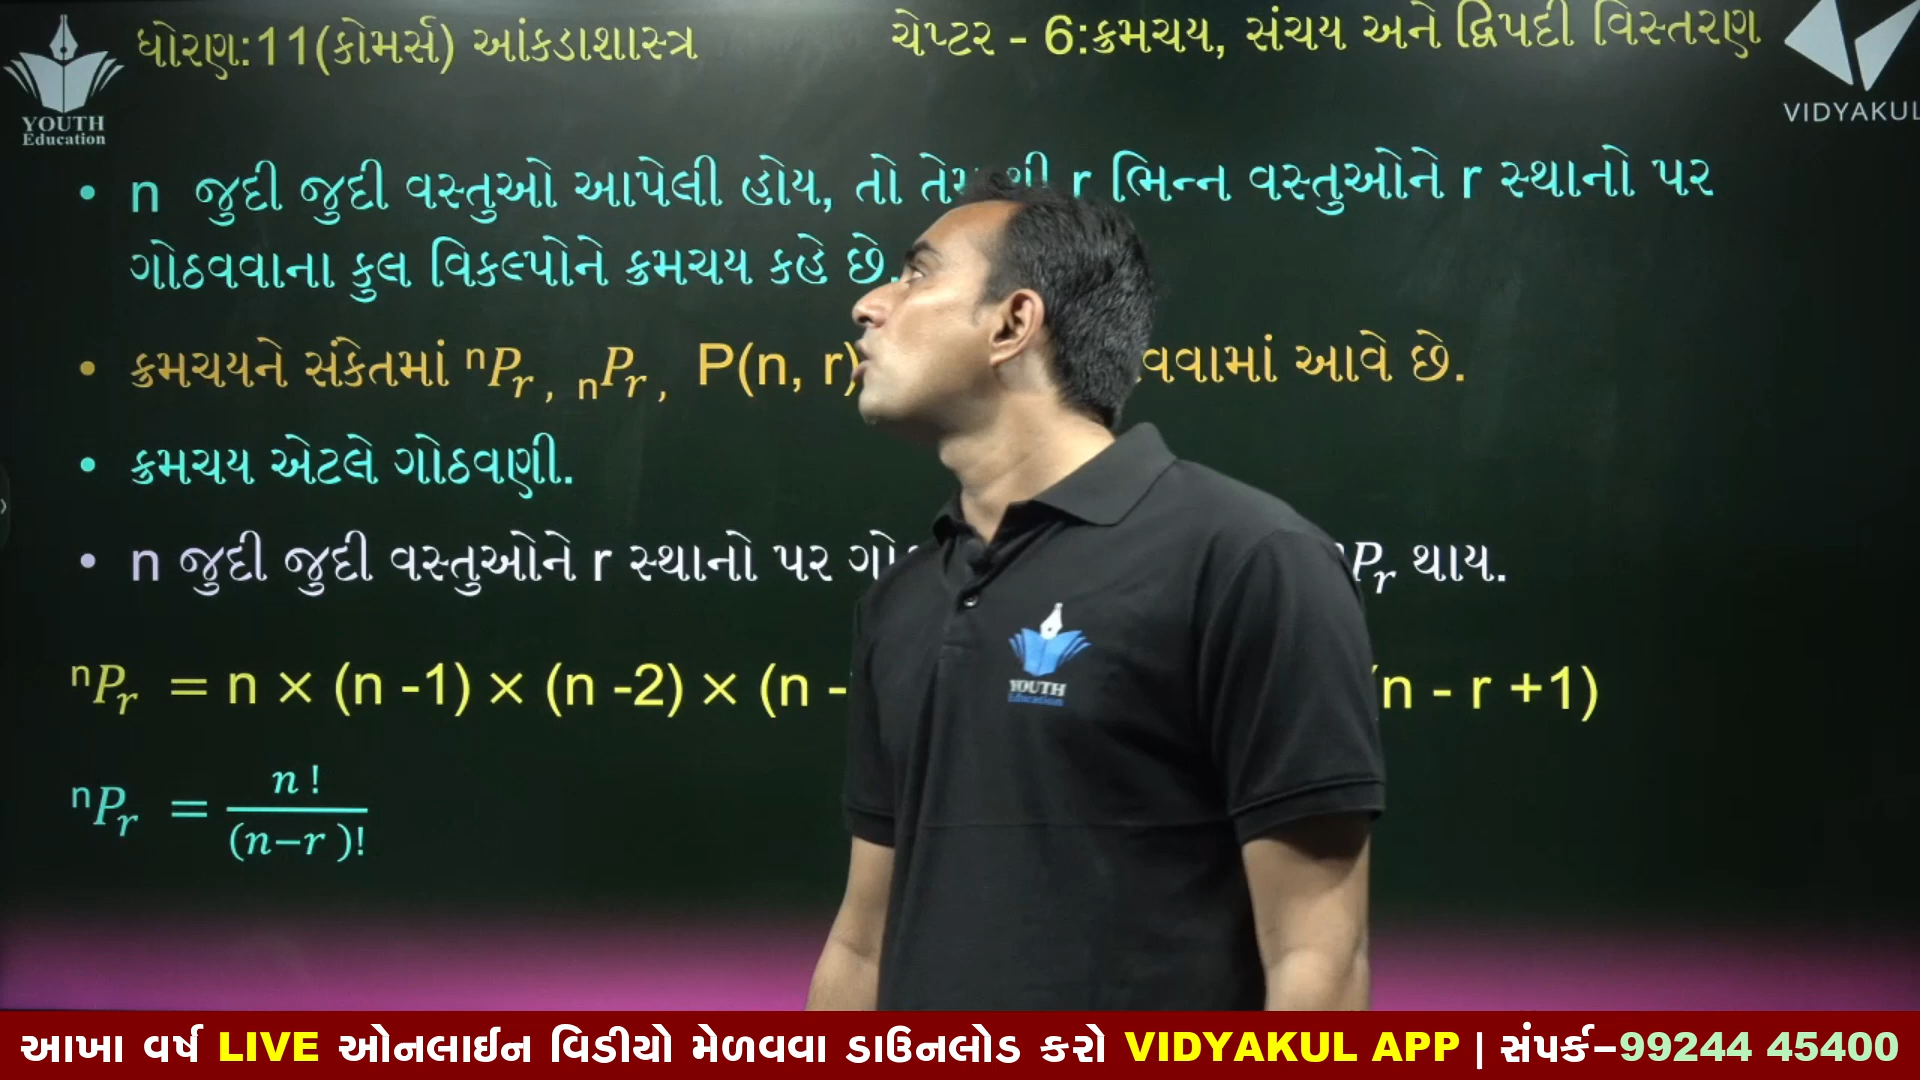 ધોરણ:11(કોમર્સ) આંકડાશાસ્ત્ર
ચેપ્ટર - 6:ક્રમચય, સંચય અને દ્વિપદી વિસ્તરણ
YOUTH
Education
VIDYAKUL
• n જુદી જુદી વસ્તુઓ આપેલી હોય, તો r ભિન્ન વસ્તુઓને r સ્થાનો પર
ગોઠવવાના કુલ વિકલ્પોને ક્રમચય કહે છે.
• ક્રમચયને સંકેતમાં ⁿPᵣ, ₙPᵣ, P(n, r) આવે છે.
• ક્રમચય એટલે ગોઠવણી.
• n જુદી જુદી વસ્તુઓને r સ્થાનો પર Pᵣ થાય.
ⁿPᵣ = n × (n -1) × (n -2) × (n - n - r +1)
ⁿPᵣ = n ! / (n−r )!
YOUTH
Education
આખા વર્ષ LIVE ઓનલાઈન વિડીયો મેળવવા ડાઉનલોડ કરો VIDYAKUL APP | સંપર્ક–99244 45400